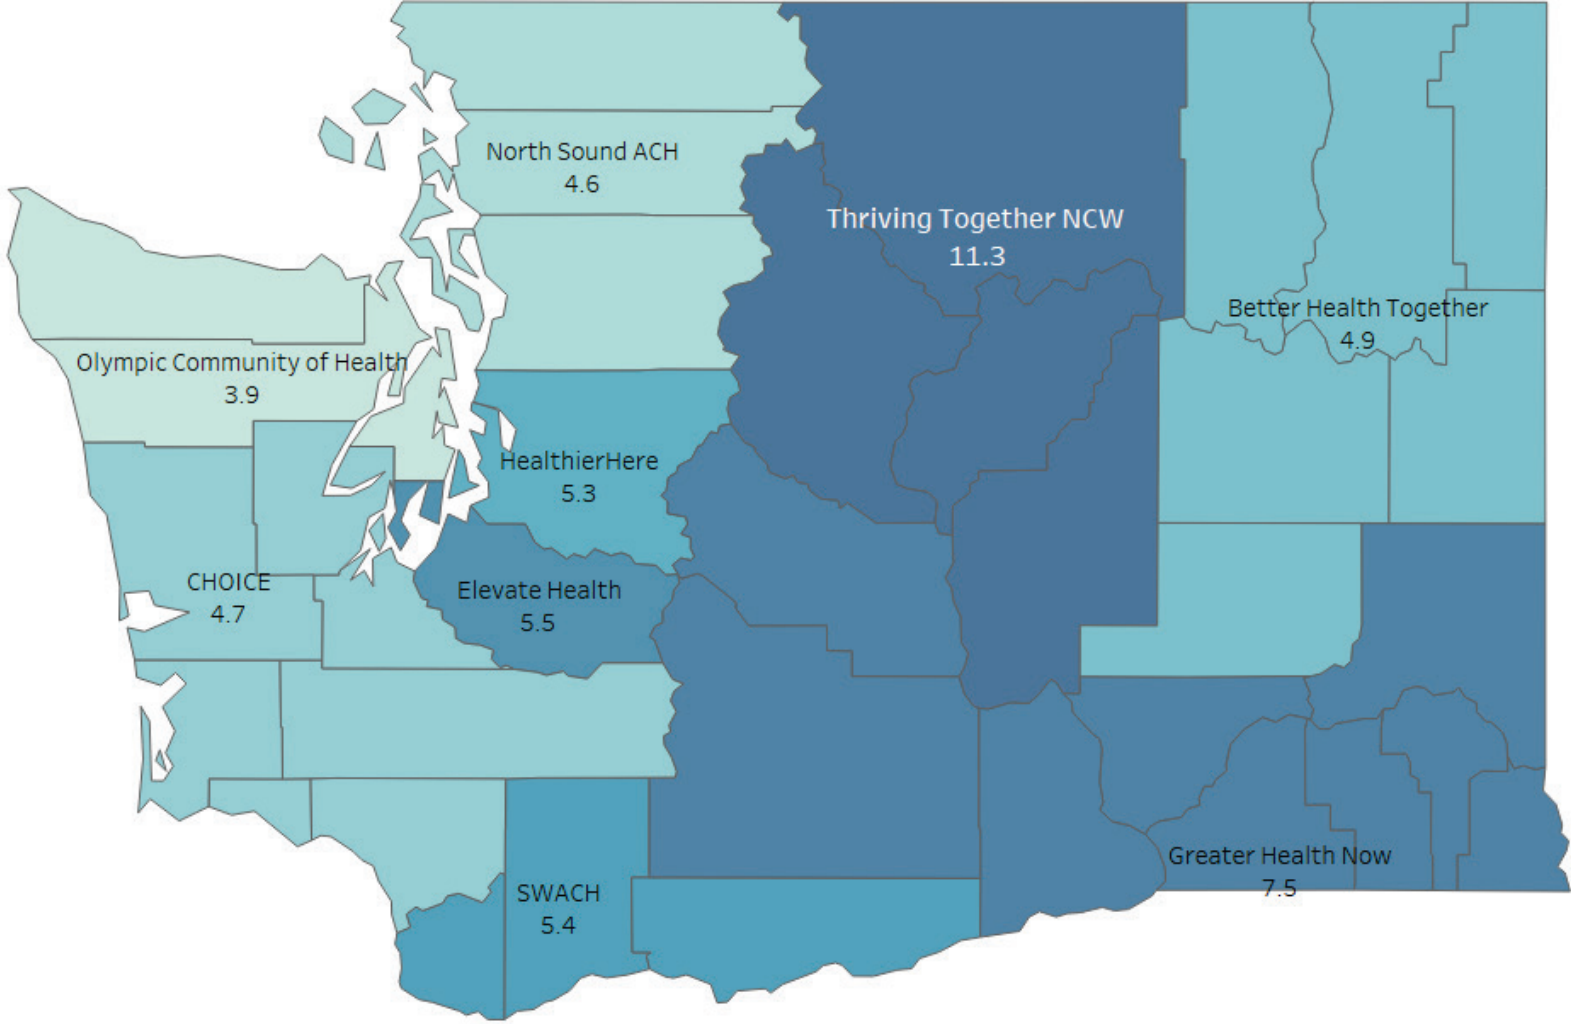 North Sound ACH
4.6
Thriving Together NCW
11.3
Better Health Together
4.9
Olympic Community of Health
3.9
HealthierHere
5.3
CHOICE
4.7
Elevate Health
5.5
Greater Health Now
7.5
SWACH
5.4